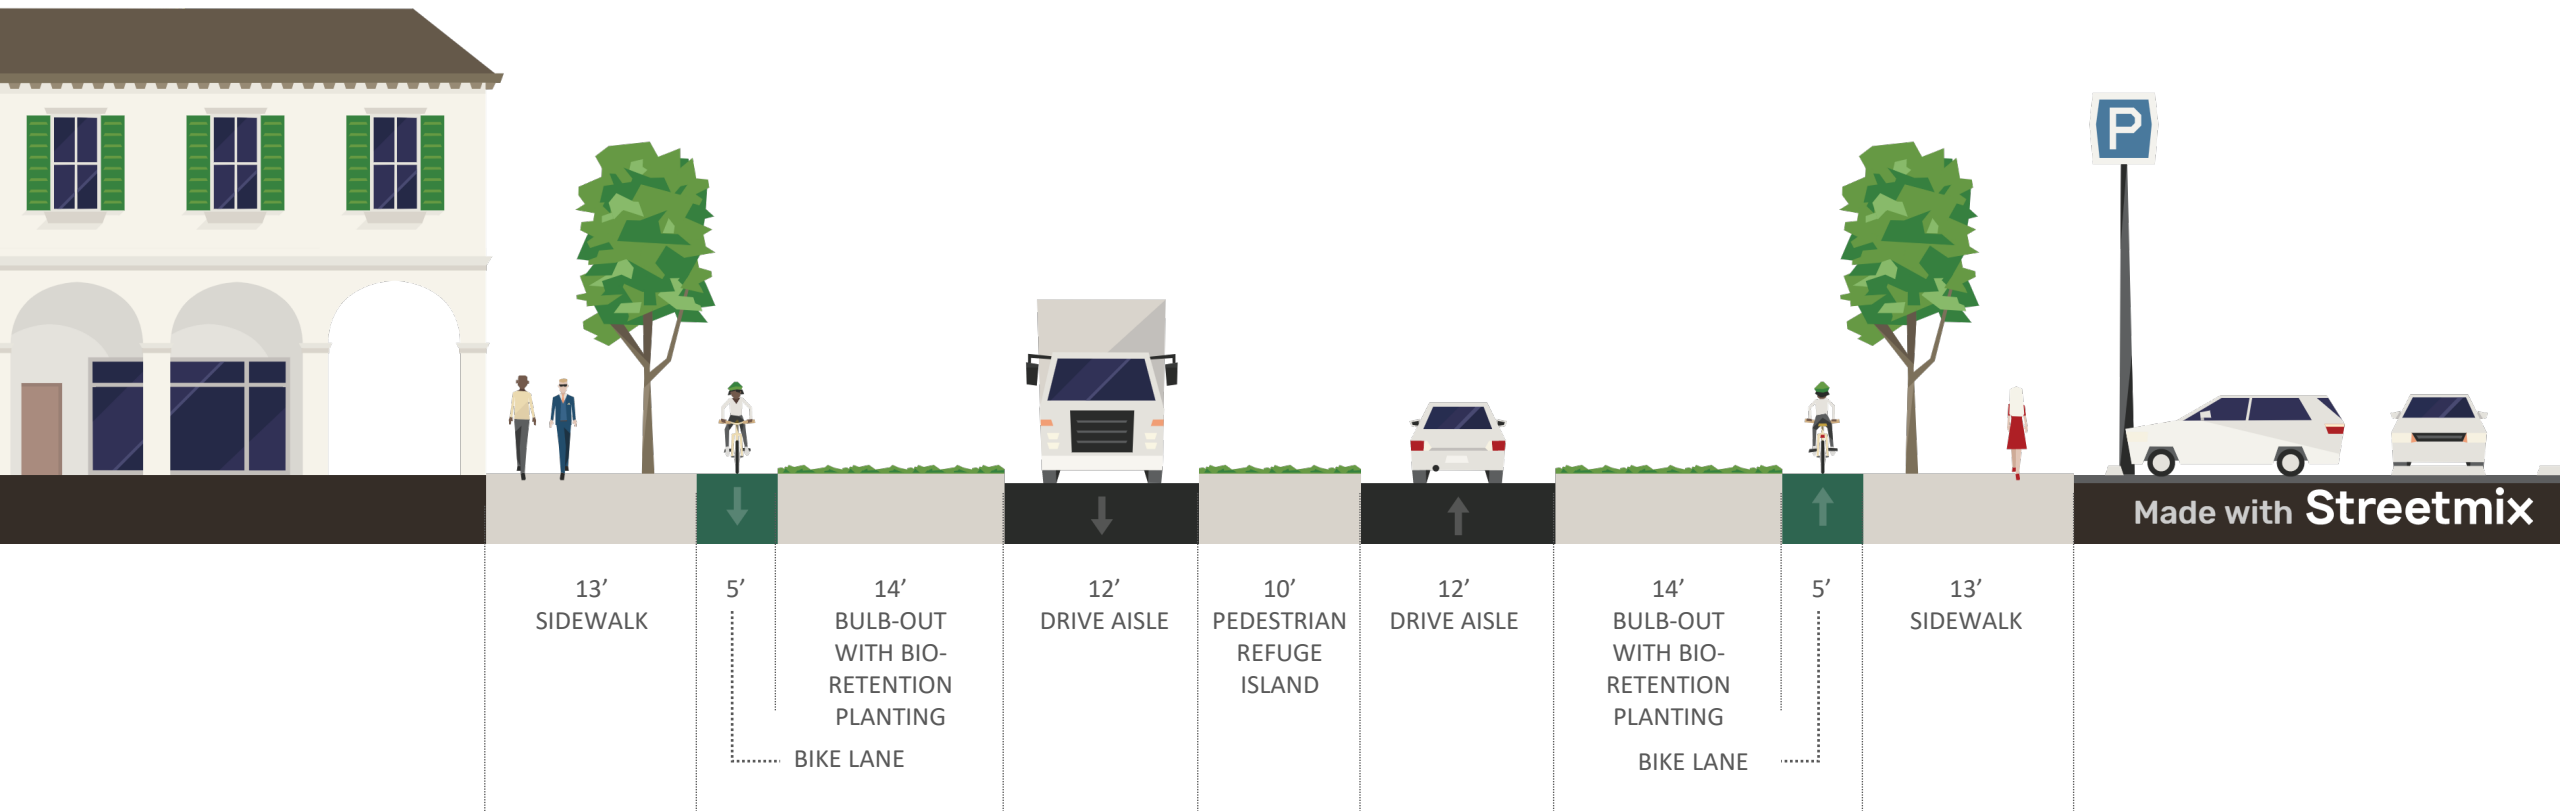 P
Made with Streetmix
13’
SIDEWALK
5’
14’
BULB-OUT
WITH BIO-
RETENTION
PLANTING
12’
DRIVE AISLE
10’
PEDESTRIAN
REFUGE
ISLAND
12’
DRIVE AISLE
14’
BULB-OUT
WITH BIO-
RETENTION
PLANTING
5’
13’
SIDEWALK
BIKE LANE
BIKE LANE